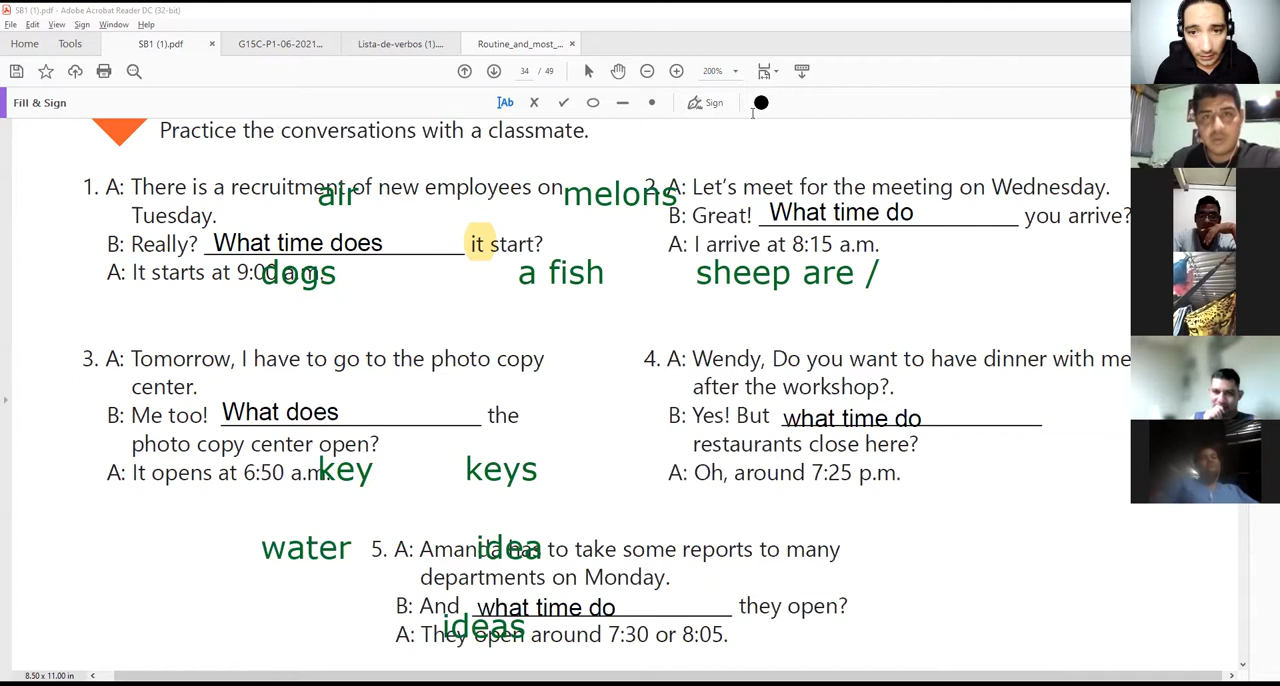 SB1 (1).pdf - Adobe Acrobat Reader DC (32-bit)
File Edit View Sign Window Help
Home Tools SB1 (1).pdf × G15C-P1-06-2021... Lista-de-verbos (1).... Routine_and_most_... ×
34 / 49 200%
Fill & Sign Ab Sign
Practice the conversations with a classmate.
1. A: There is a recruitment of new employees on
Tuesday.
B: Really? What time does it start?
A: It starts at 9:00 a.m.
air melons
dogs a fish sheep are /
2. A: Let's meet for the meeting on Wednesday.
B: Great! What time do you arrive?
A: I arrive at 8:15 a.m.
3. A: Tomorrow, I have to go to the photo copy
center.
B: Me too! What does the
photo copy center open?
A: It opens at 6:50 a.m.
key keys
4. A: Wendy, Do you want to have dinner with me
after the workshop?.
B: Yes! But what time do
restaurants close here?
A: Oh, around 7:25 p.m.
water idea
5. A: Amanda has to take some reports to many
departments on Monday.
B: And what time do they open?
ideas
A: They open around 7:30 or 8:05.
8.50 x 11.00 in